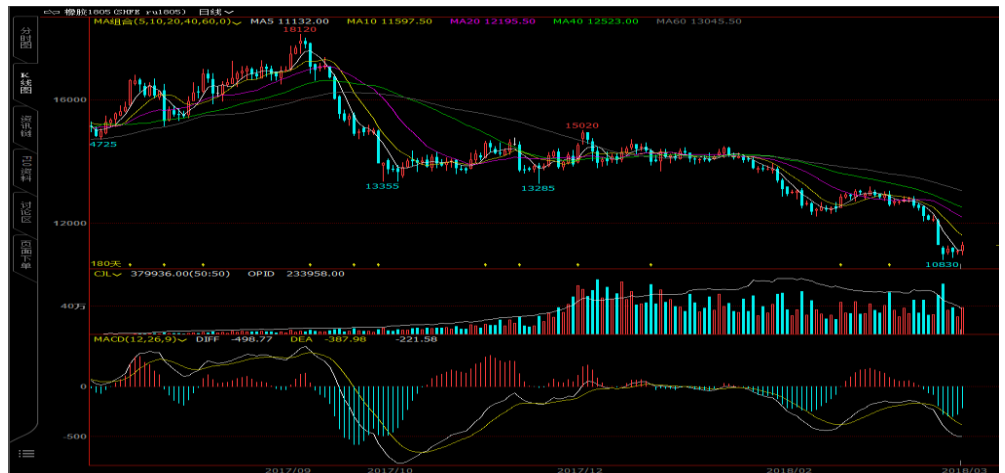 橡胶1805(SHFE ru1805) 日线
MA组合(5,10,20,40,60,0) MA5 11132.00 MA10 11597.50 MA20 12195.50 MA40 12523.00 MA60 13045.50
分时图
K线图
资讯链
F10资料
讨论区
页面下单
18120
16000
4725
15020
13355
13285
12000
180天
10830
CJL 379936.00(50:50) OPID 233958.00
40万
MACD(12,26,9) DIFF -498.77 DEA -387.98 -221.58
0
-500
2017/09 2017/10 2017/12 2018/02 2018/03